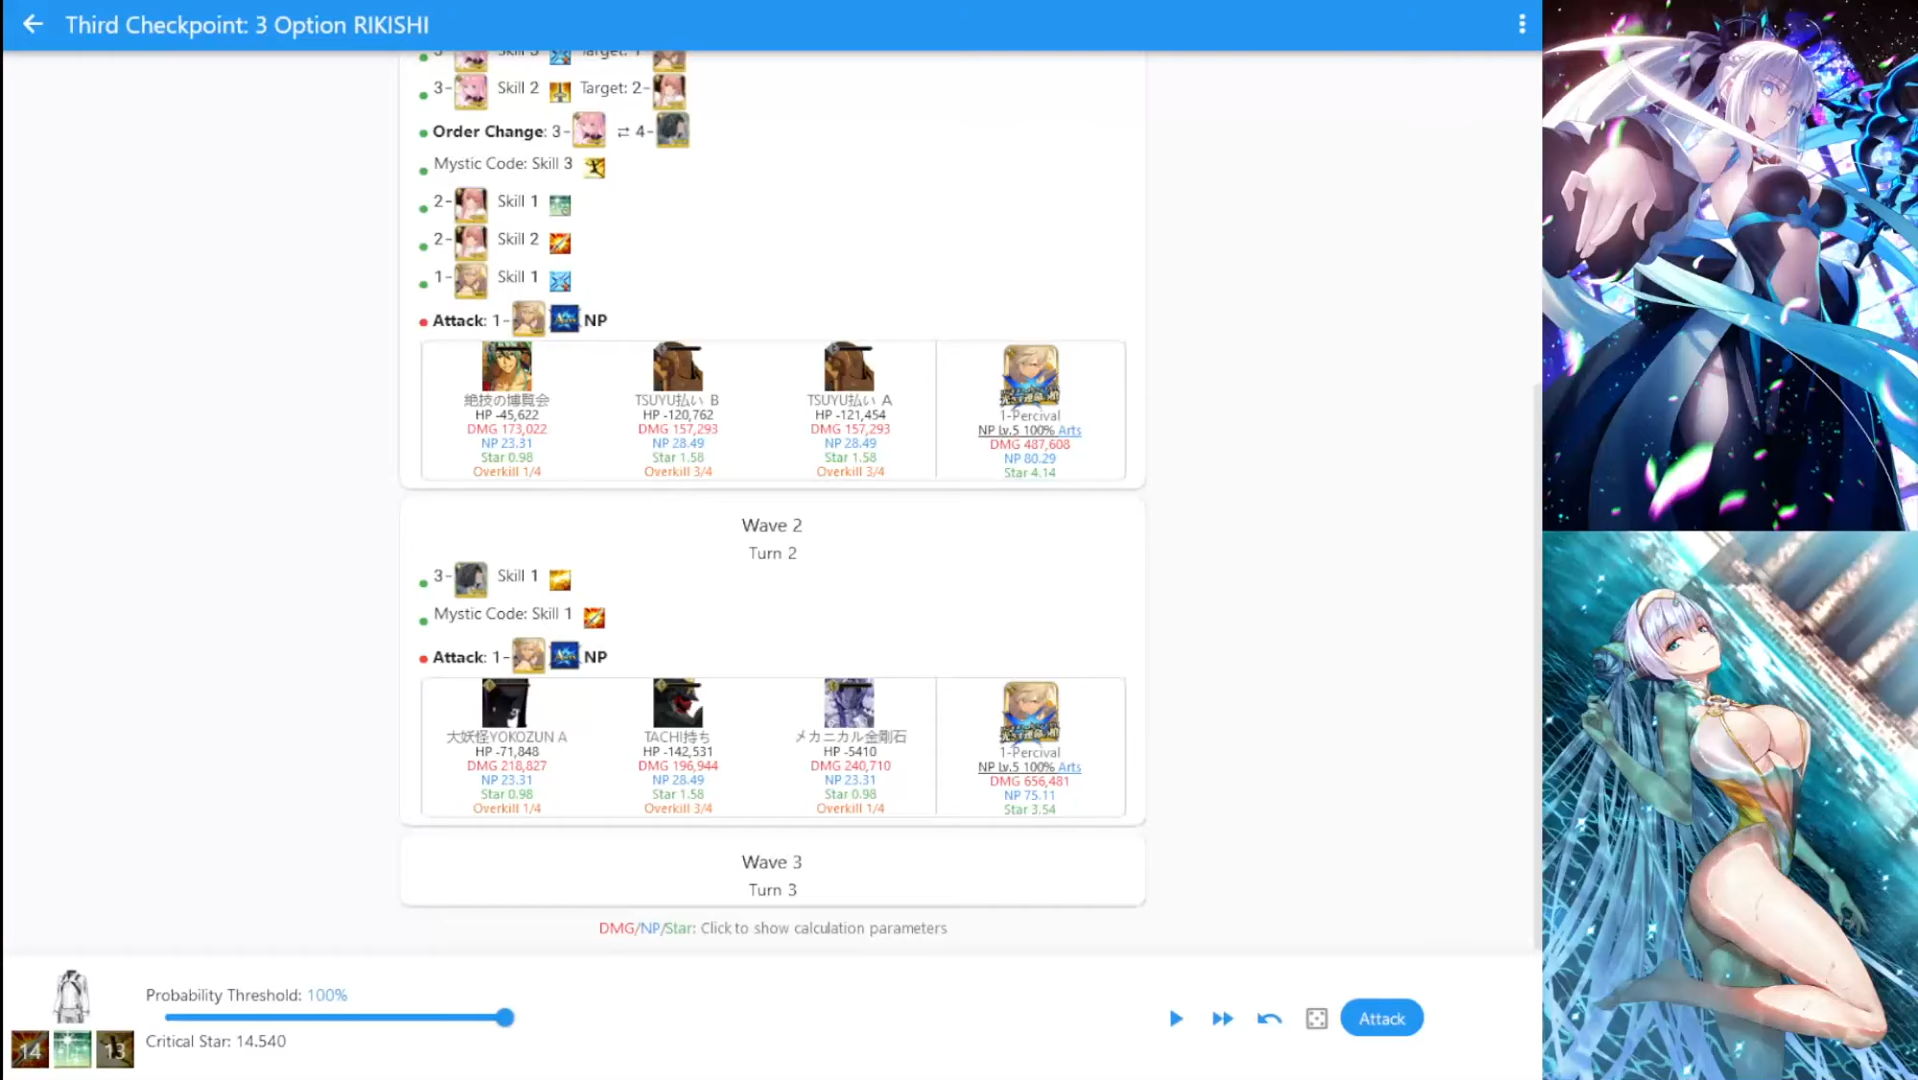 Third Checkpoint: 3 Option RIKISHI
3- Skill 3 Target: 1-
3- Skill 2 Target: 2-
Order Change: 3- ⇄ 4-
Mystic Code: Skill 3
2- Skill 1
2- Skill 2
1- Skill 1
Attack: 1- Arts NP
絶技の博覧会 TSUYU払い B TSUYU払い A 1-Percival
HP -45,622 HP -120,762 HP -121,454 NP Lv.5 100% Arts
DMG 173,022 DMG 157,293 DMG 157,293 DMG 487,608
NP 23.31 NP 28.49 NP 28.49 NP 80.29
Star 0.98 Star 1.58 Star 1.58 Star 4.14
Overkill 1/4 Overkill 3/4 Overkill 3/4
Wave 2
Turn 2
3- Skill 1
Mystic Code: Skill 1
Attack: 1- Arts NP
大妖怪YOKOZUN A TACHI持ち メカニカル金剛石 1-Percival
HP -71,848 HP -142,531 HP -5410 NP Lv.5 100% Arts
DMG 218,827 DMG 196,944 DMG 240,710 DMG 656,481
NP 23.31 NP 28.49 NP 23.31 NP 75.11
Star 0.98 Star 1.58 Star 0.98 Star 3.54
Overkill 1/4 Overkill 3/4 Overkill 1/4
Wave 3
Turn 3
DMG/NP/Star: Click to show calculation parameters
Probability Threshold: 100%
Attack
14 13 Critical Star: 14.540